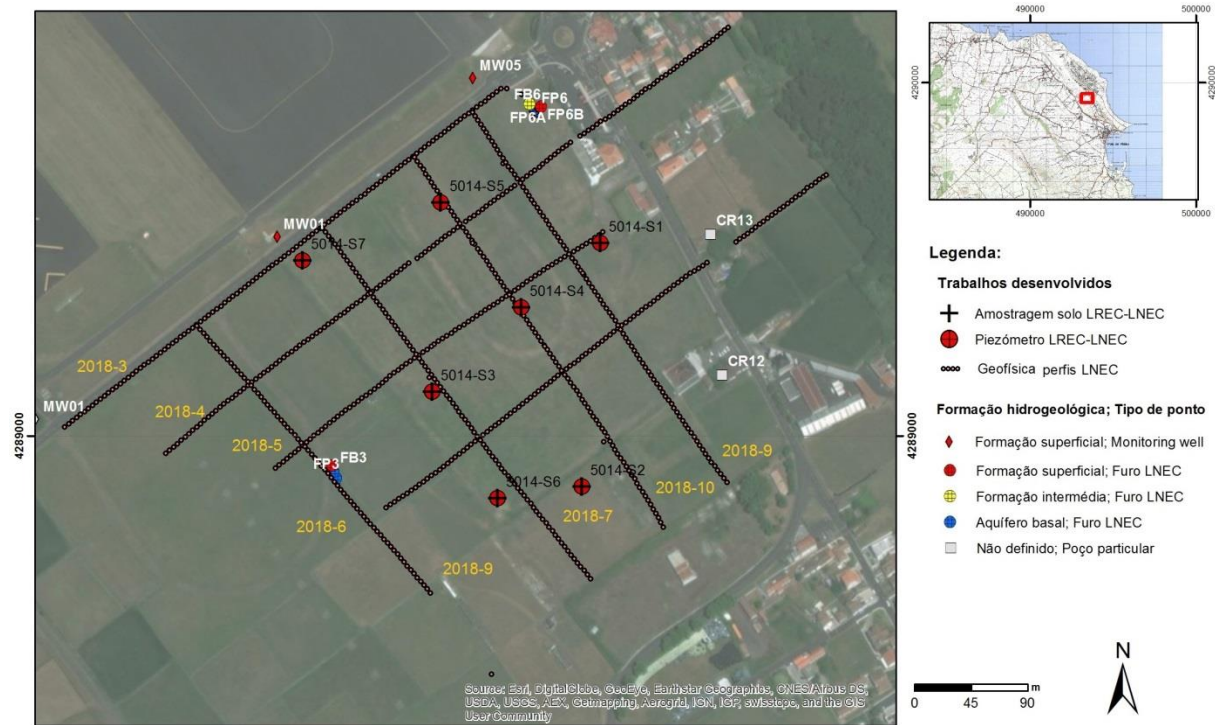 MW05
FB6 FP6
FP6A FP6B
5014-S5
MW01
5014-S7
5014-S1
CR13
5014-S4
2018-3
CR12
MW01
2018-4
5014-S3
2018-5
FP3 FB3
2018-9
5014-S2
2018-10
5014-S6
2018-7
2018-6
2018-9
4289000
4289000
Source: Esri, DigitalGlobe, GeoEye, Earthstar Geographics, CNES/Airbus DS,
USDA, USGS, AEX, Getmapping, Aerogrid, IGN, IGP, swisstopo, and the GIS
User Community
490000
500000
4290000
4290000
490000
500000
Legenda:
Trabalhos desenvolvidos
Amostragem solo LREC-LNEC
Piezómetro LREC-LNEC
Geofísica perfis LNEC
Formação hidrogeológica; Tipo de ponto
Formação superficial; Monitoring well
Formação superficial; Furo LNEC
Formação intermédia; Furo LNEC
Aquífero basal; Furo LNEC
Não definido; Poço particular
N
m
0 45 90